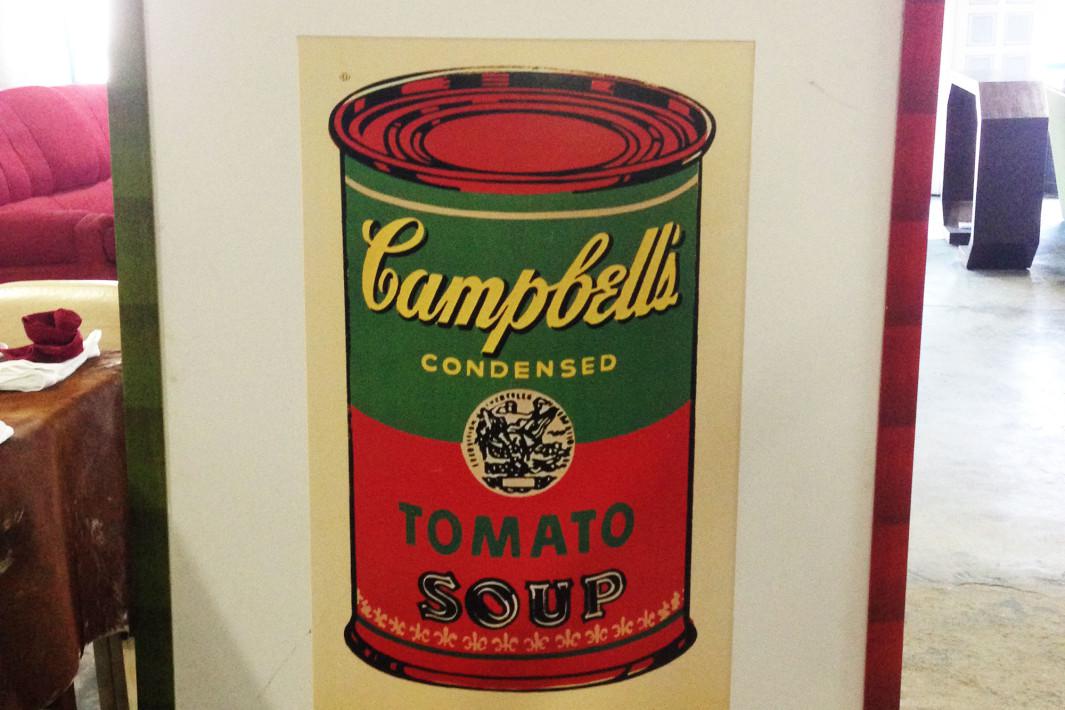 Campbell's
CONDENSED
TOMATO
SOUP